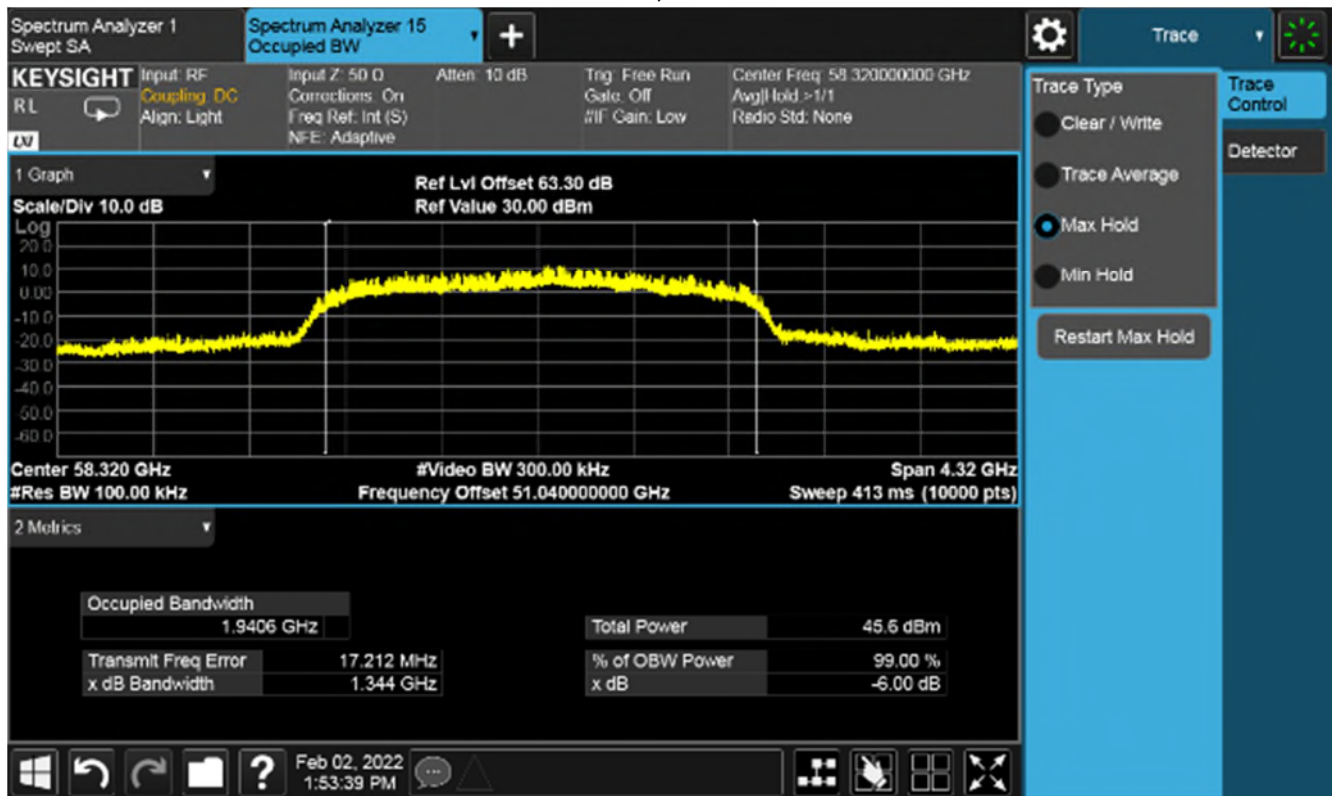 Spectrum Analyzer 1
Swept SA
Spectrum Analyzer 15
Occupied BW
+
Trace
KEYSIGHT
RL
LXI
Input: RF
Coupling: DC
Align: Light
Input Z: 50 Ω
Corrections: On
Freq Ref: Int (S)
NFE: Adaptive
Atten: 10 dB
Trig: Free Run
Gate: Off
#IF Gain: Low
Center Freq: 58.320000000 GHz
Avg|Hold:>1/1
Radio Std: None
Trace Type
Clear / Write
Trace Average
Max Hold
Min Hold
Restart Max Hold
Trace
Control
Detector
1 Graph
Scale/Div 10.0 dB
Ref Lvl Offset 63.30 dB
Ref Value 30.00 dBm
Log
20.0
10.0
0.00
-10.0
-20.0
-30.0
-40.0
-50.0
-60.0
Center 58.320 GHz
#Video BW 300.00 kHz
Span 4.32 GHz
#Res BW 100.00 kHz
Frequency Offset 51.040000000 GHz
Sweep 413 ms (10000 pts)
2 Metrics
Occupied Bandwidth
1.9406 GHz
Total Power 45.6 dBm
Transmit Freq Error 17.212 MHz
% of OBW Power 99.00 %
x dB Bandwidth 1.344 GHz
x dB -6.00 dB
?
Feb 02, 2022
1:53:39 PM